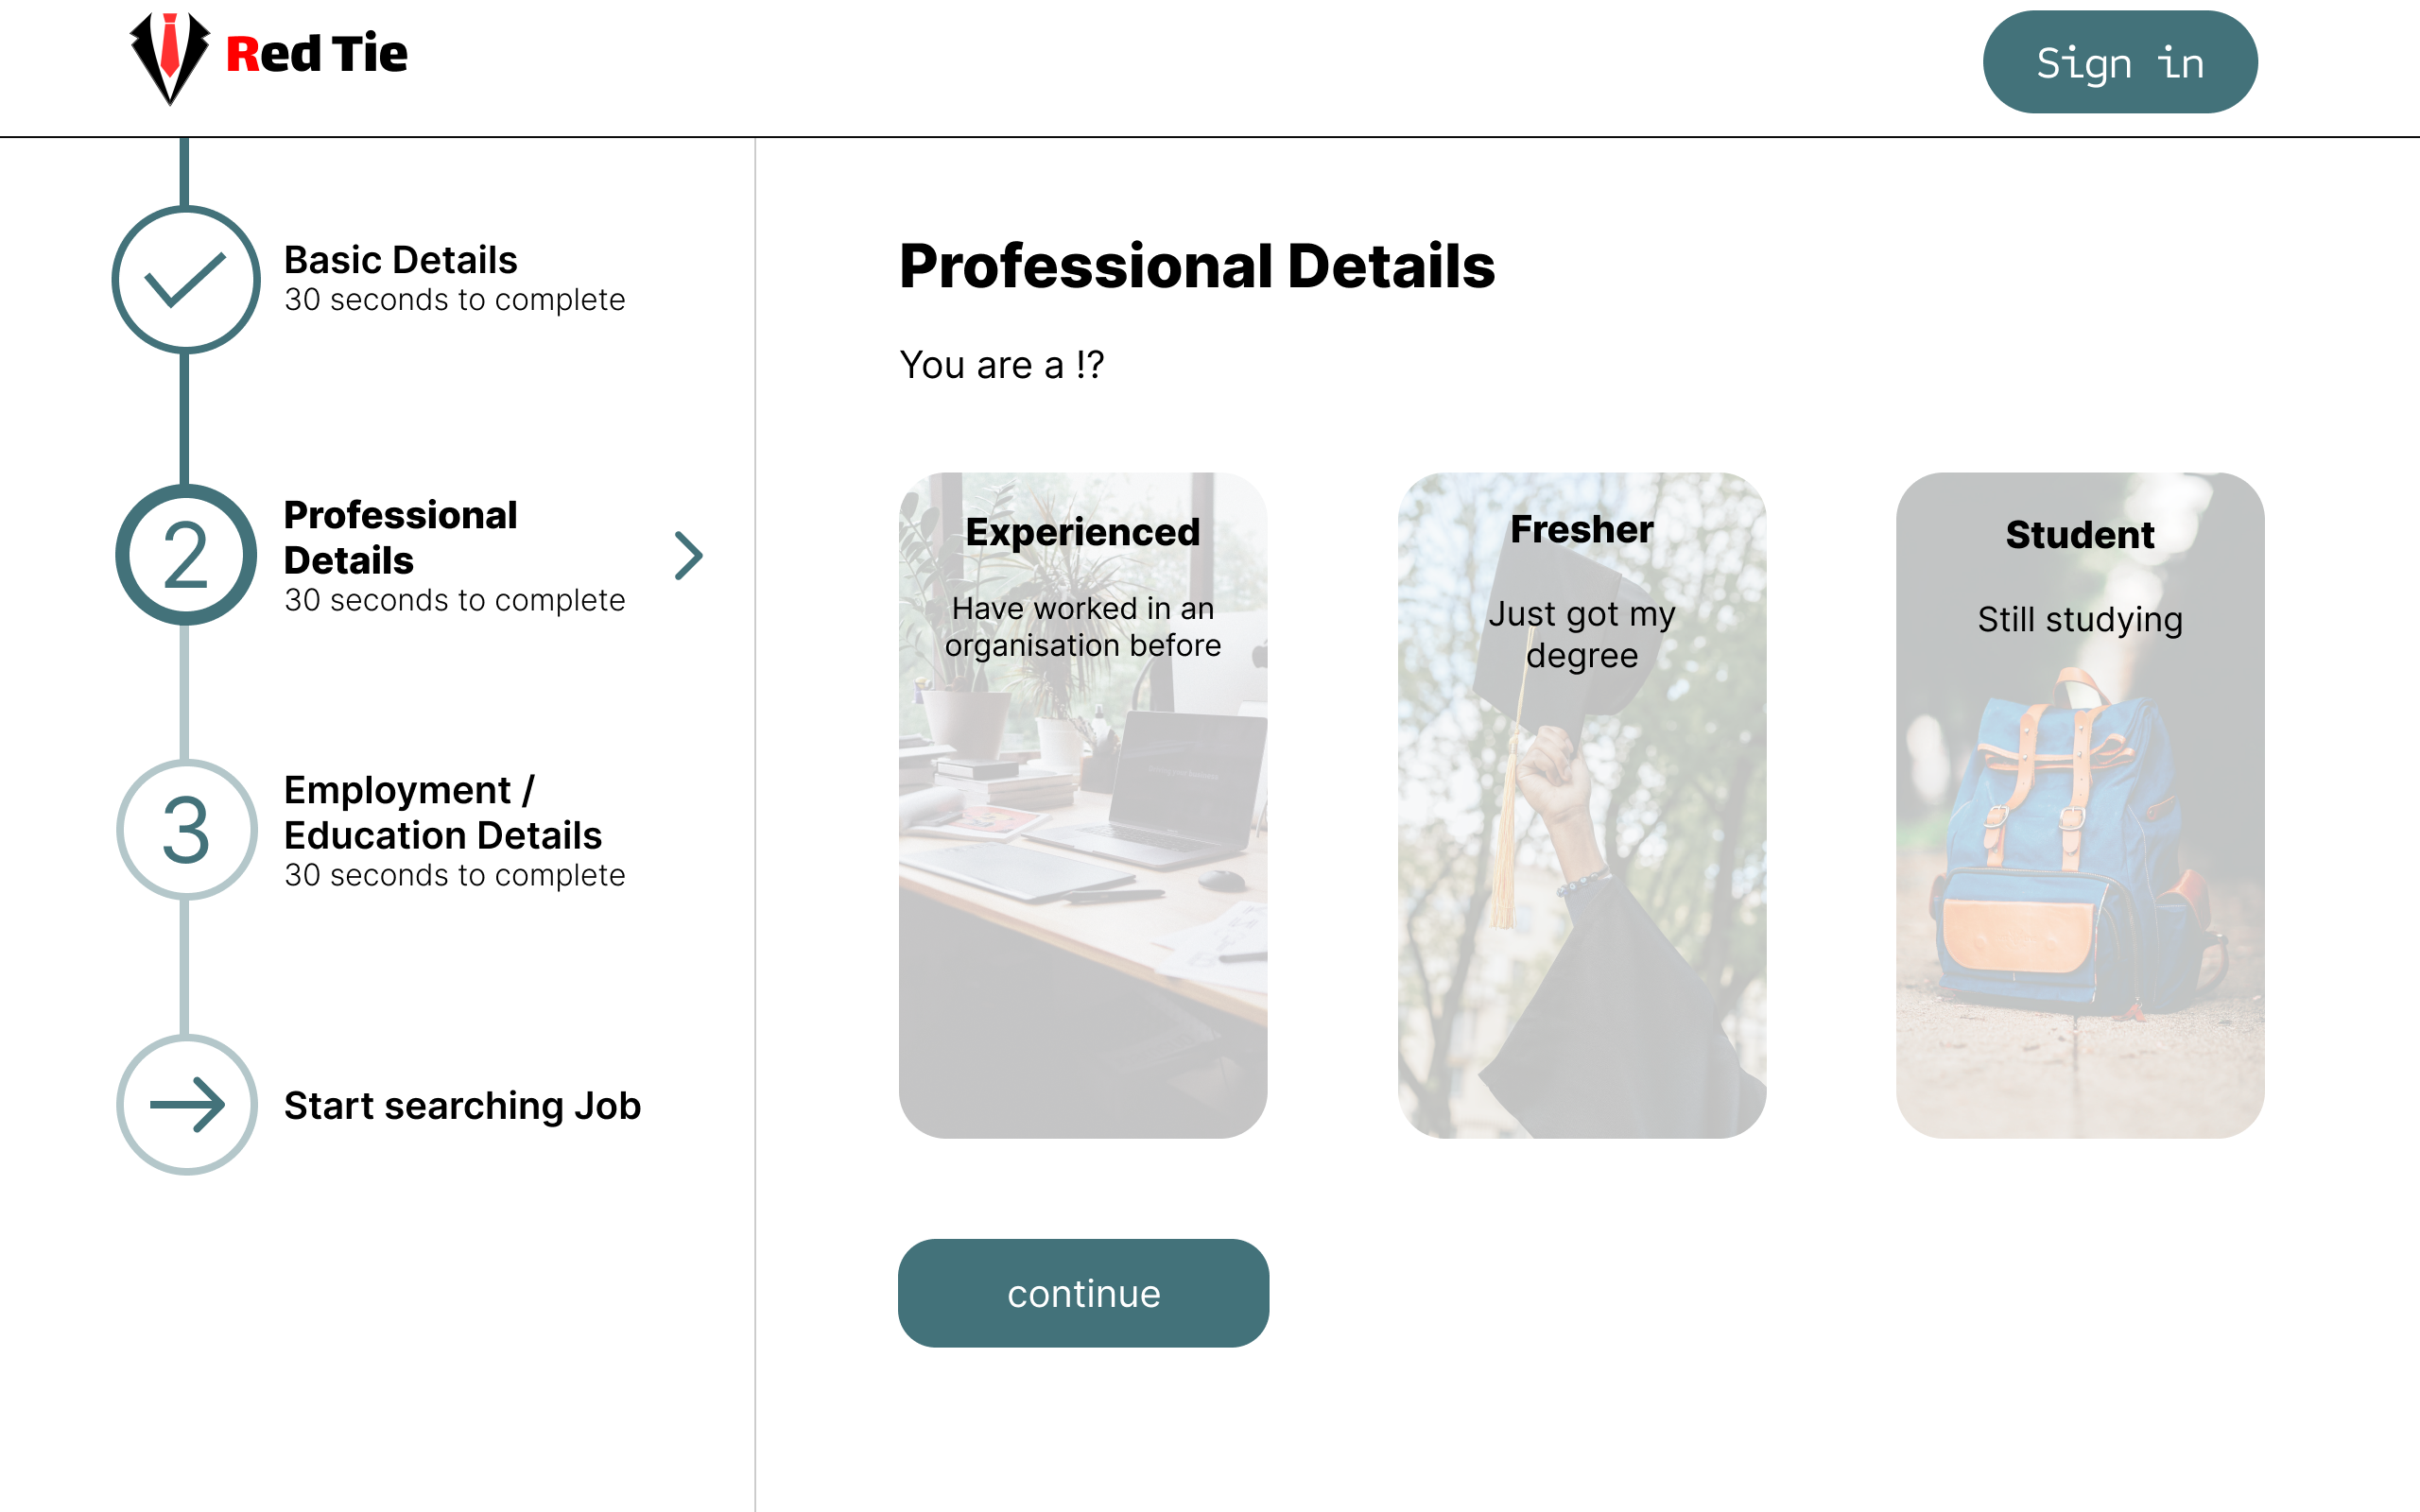 Red Tie
Sign in
Basic Details
30 seconds to complete
2
Professional
Details
30 seconds to complete
3
Employment /
Education Details
30 seconds to complete
Start searching Job
Professional Details
You are a !?
Experienced
Have worked in an
organisation before
Fresher
Just got my
degree
Student
Still studying
continue